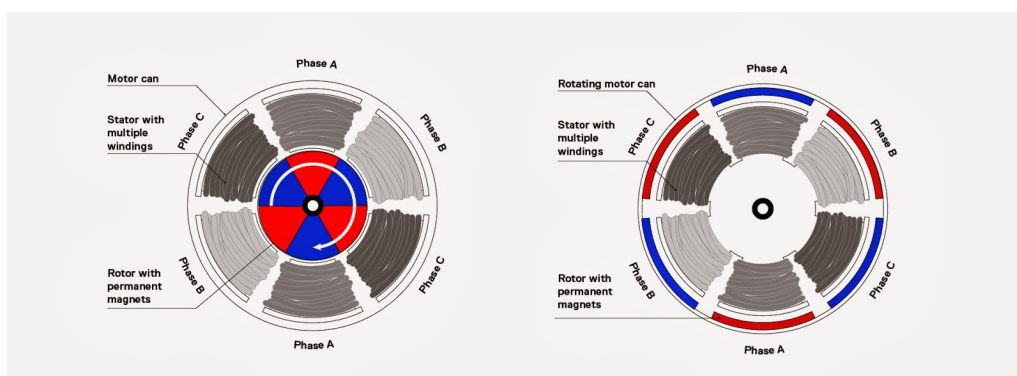 Phase A
Motor can
Phase B
Phase C
Stator with
multiple
windings
Rotor with
permanent
magnets
Phase B
Phase C
Phase A
Phase A
Rotating motor can
Phase B
Phase C
Stator with
multiple
windings
Rotor with
permanent
magnets
Phase B
Phase C
Phase A